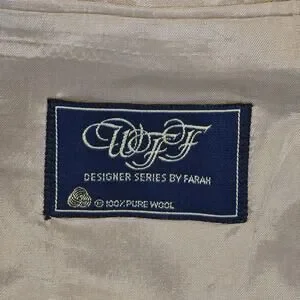 WFF
DESIGNER SERIES BY FARAH
® 100% PURE WOOL